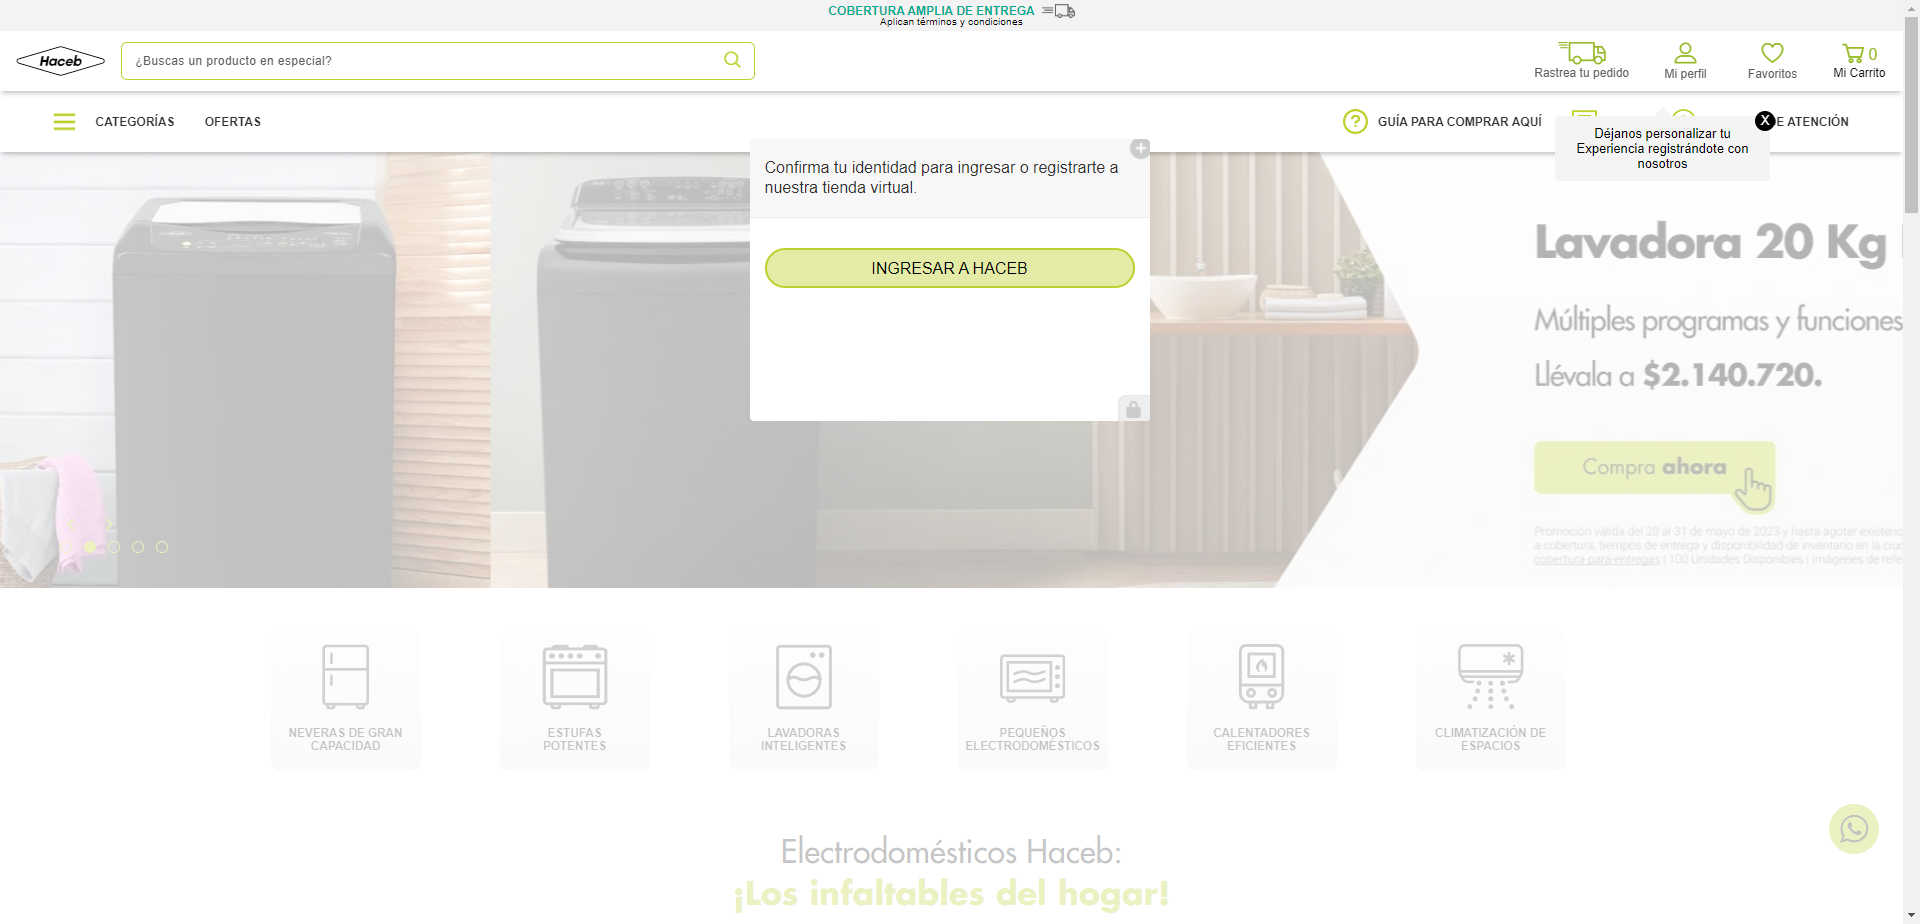 COBERTURA AMPLIA DE ENTREGA
Aplican términos y condiciones
Haceb
¿Buscas un producto en especial?
Rastrea tu pedido
Mi perfil
Favoritos
0
Mi Carrito
CATEGORÍAS
OFERTAS
? GUÍA PARA COMPRAR AQUÍ
E ATENCIÓN
X
Déjanos personalizar tu
Experiencia registrándote con
nosotros
Confirma tu identidad para ingresar o registrarte a
nuestra tienda virtual.
INGRESAR A HACEB
Lavadora 20 Kg
Múltiples programas y funciones
Llévala a $2.140.720.
Compra ahora
Promoción válida del 20 al 31 de mayo de 2023 y hasta agotar existenc
a cobertura, tiempos de entrega y disponibilidad de inventario en la ciu
cobertura-para-entregas | 100 Unidades Disponibles | Imágenes de refe
NEVERAS DE GRAN
CAPACIDAD
ESTUFAS
POTENTES
LAVADORAS
INTELIGENTES
PEQUEÑOS
ELECTRODOMÉSTICOS
CALENTADORES
EFICIENTES
CLIMATIZACIÓN DE
ESPACIOS
Electrodomésticos Haceb:
¡Los infaltables del hogar!